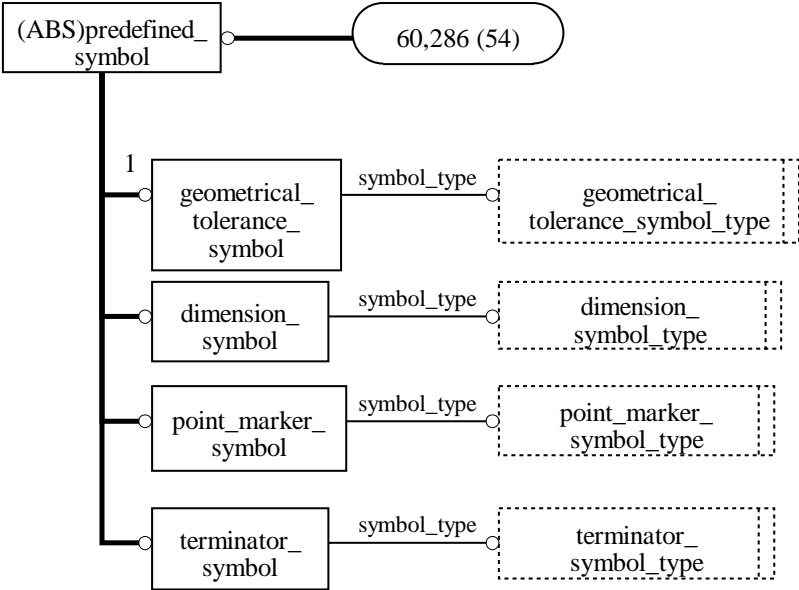 (ABS)predefined_
symbol
60,286 (54)
1
geometrical_
tolerance_
symbol
symbol_type
geometrical_
tolerance_symbol_type
dimension_
symbol
symbol_type
dimension_
symbol_type
point_marker_
symbol
symbol_type
point_marker_
symbol_type
terminator_
symbol
symbol_type
terminator_
symbol_type